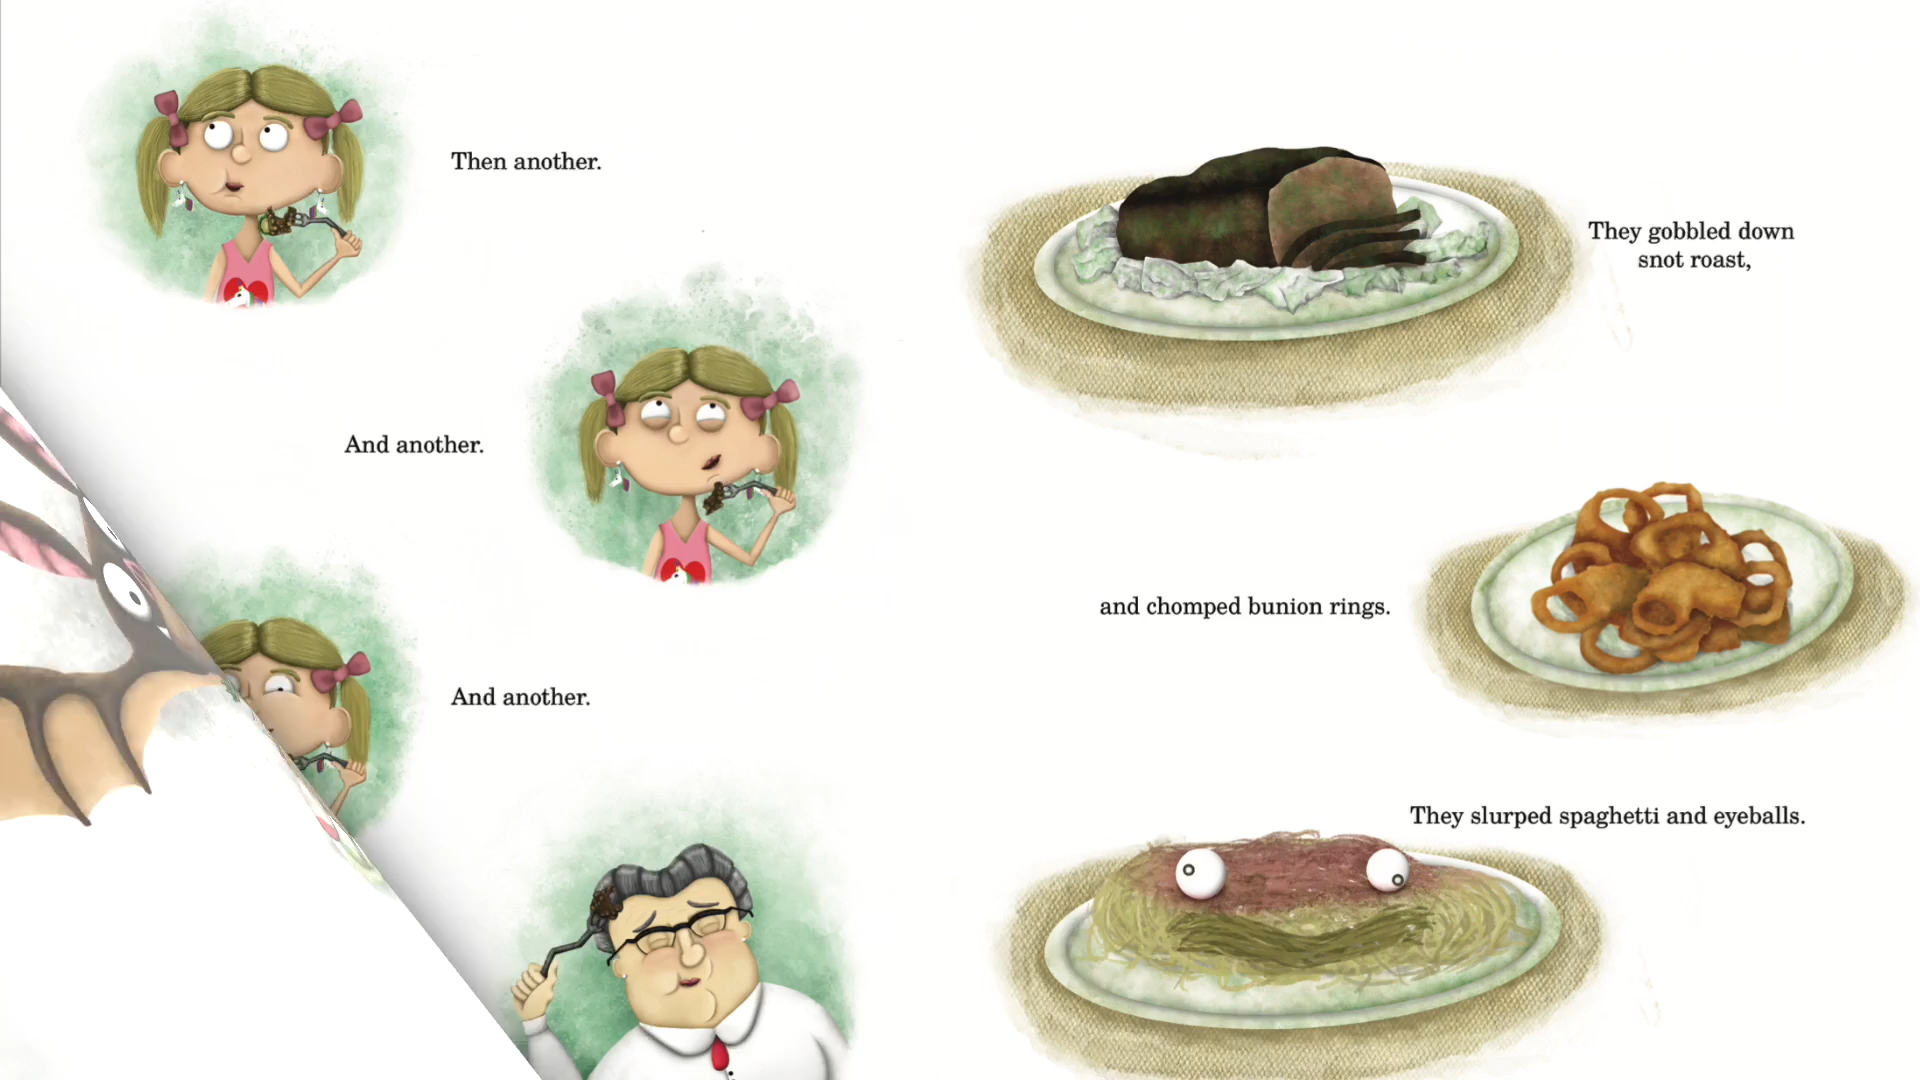 Then another.
And another.
And another.
They gobbled down
snot roast,
and chomped bunion rings.
They slurped spaghetti and eyeballs.